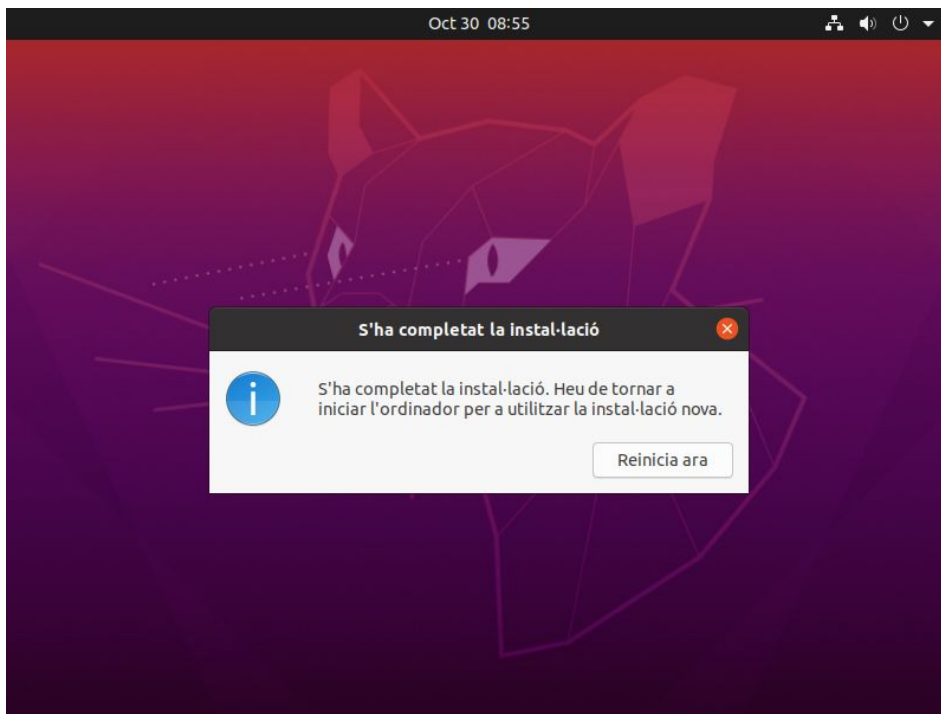 Oct 30 08:55
S'ha completat la instal·lació
S'ha completat la instal·lació. Heu de tornar a
iniciar l'ordinador per a utilitzar la instal·lació nova.
Reinicia ara